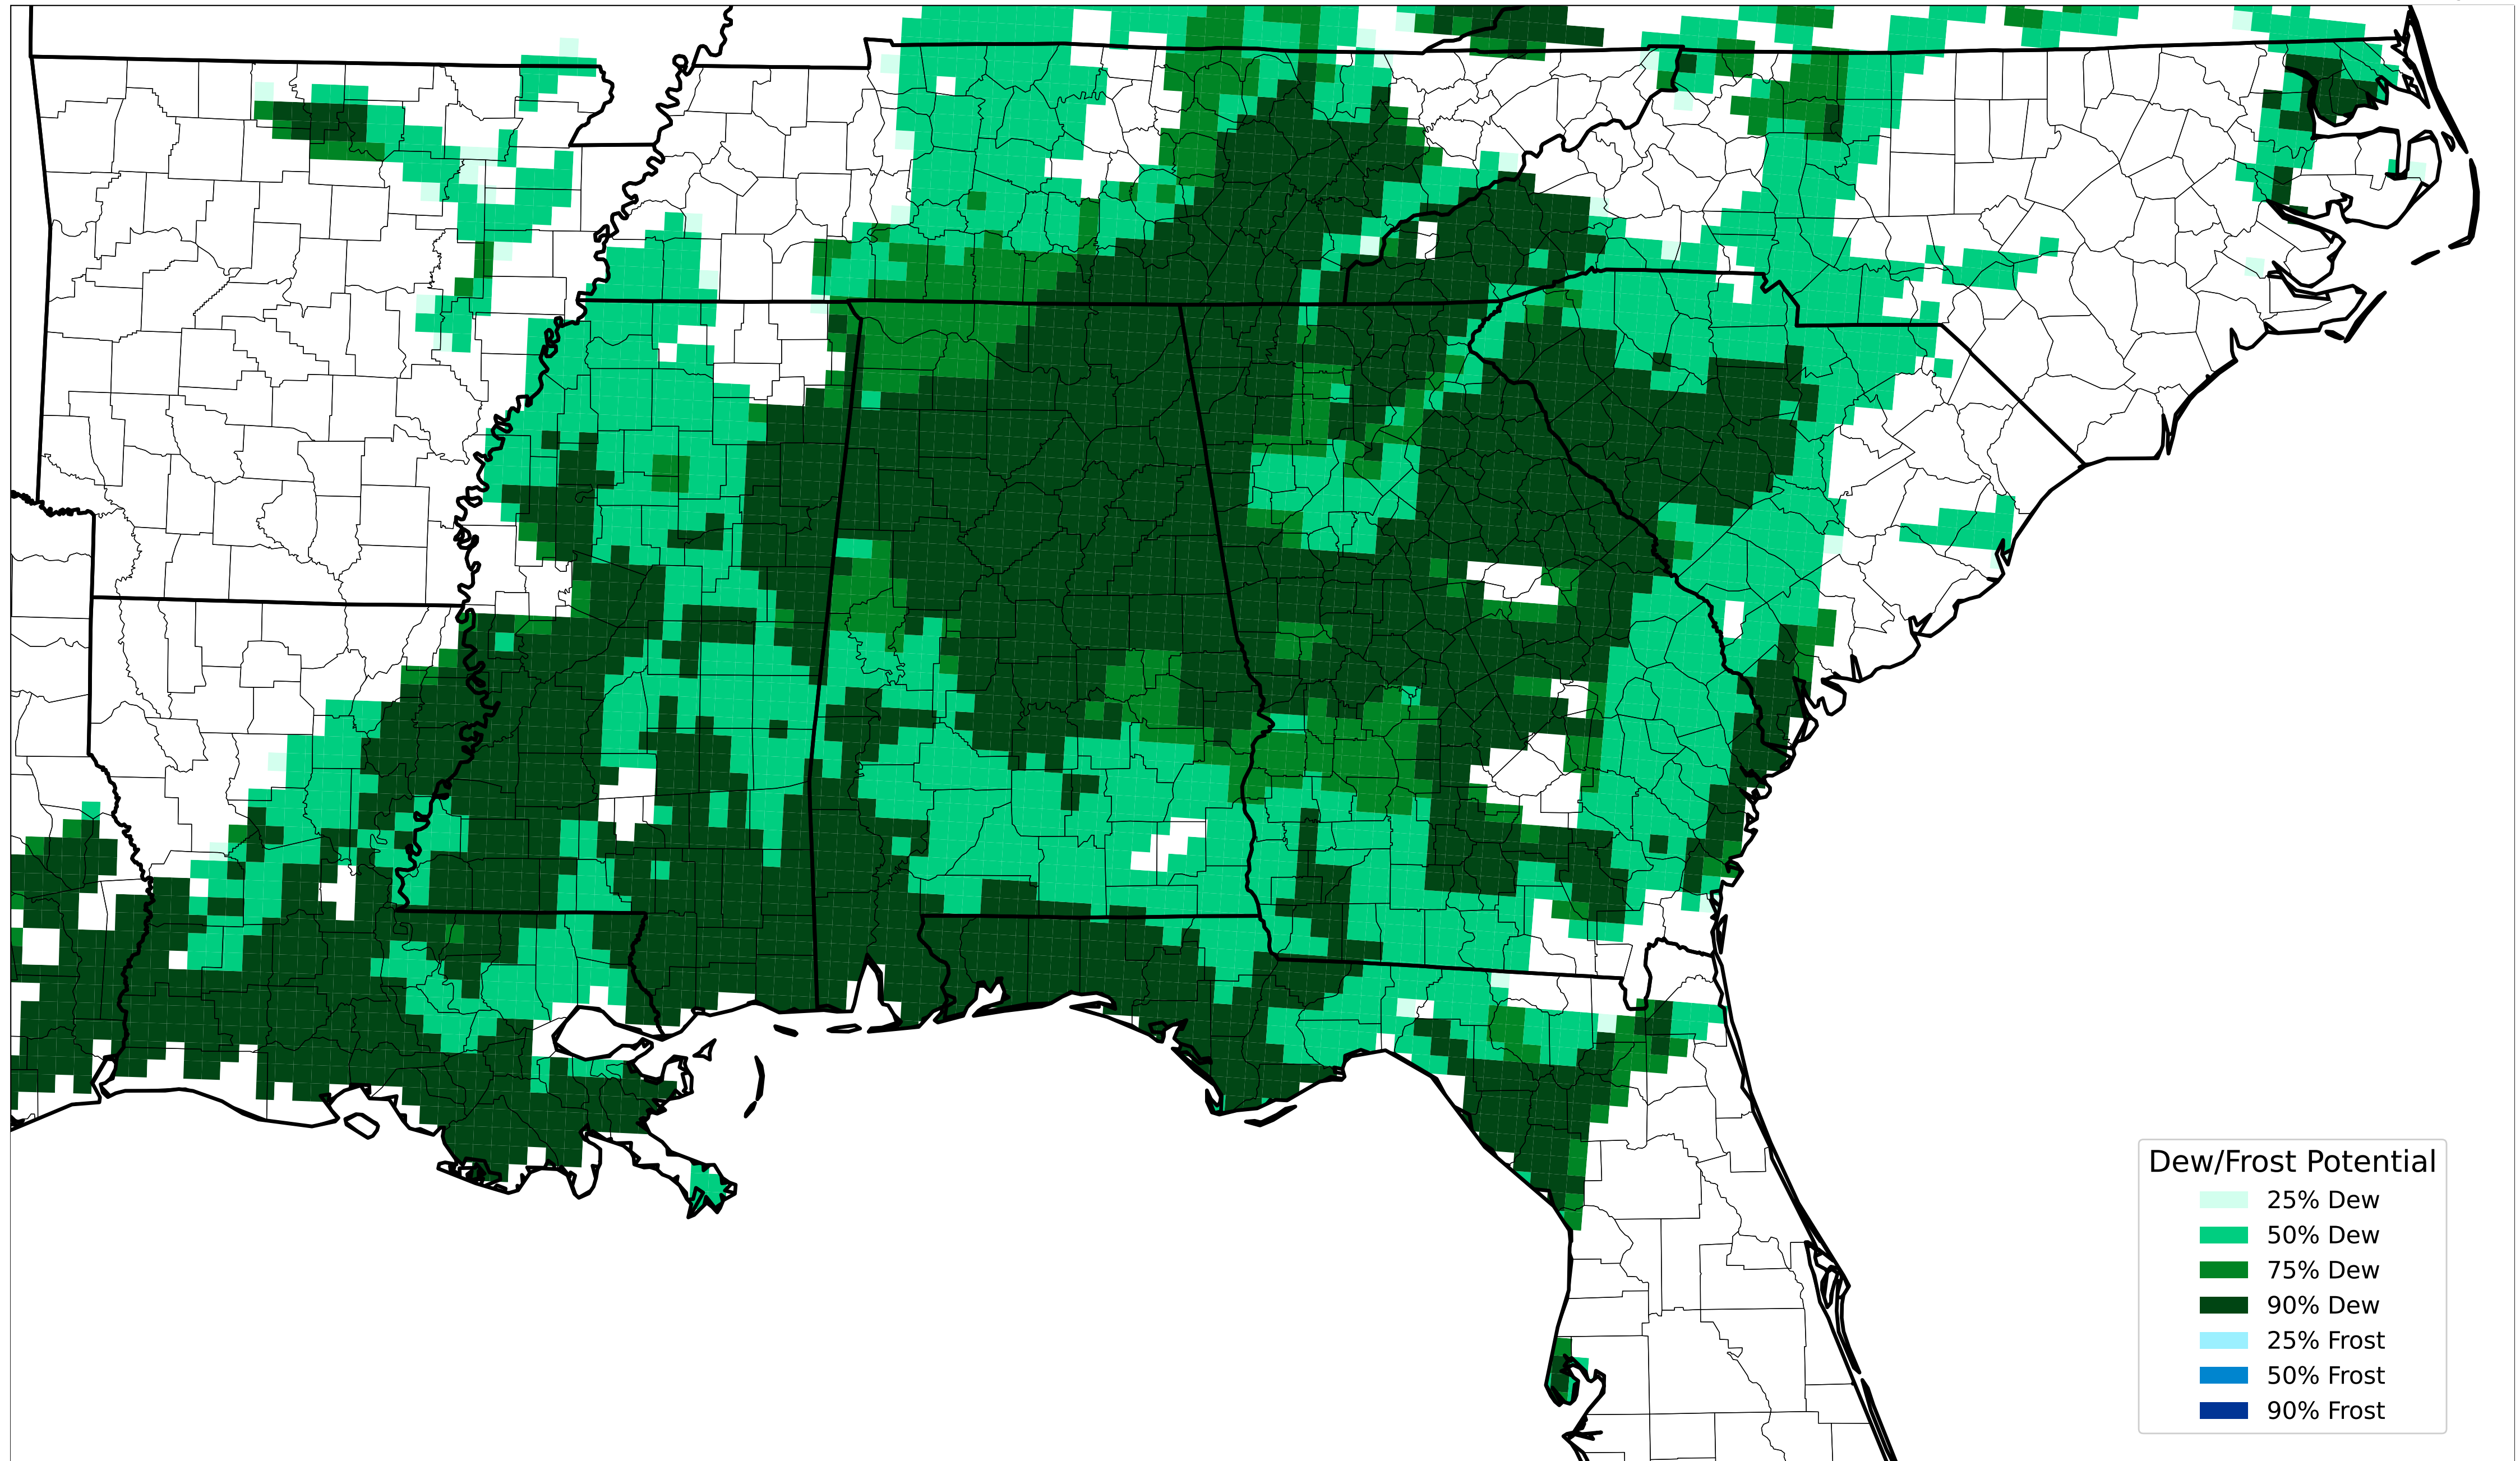 Dew/Frost Potential
25% Dew
50% Dew
75% Dew
90% Dew
25% Frost
50% Frost
90% Frost